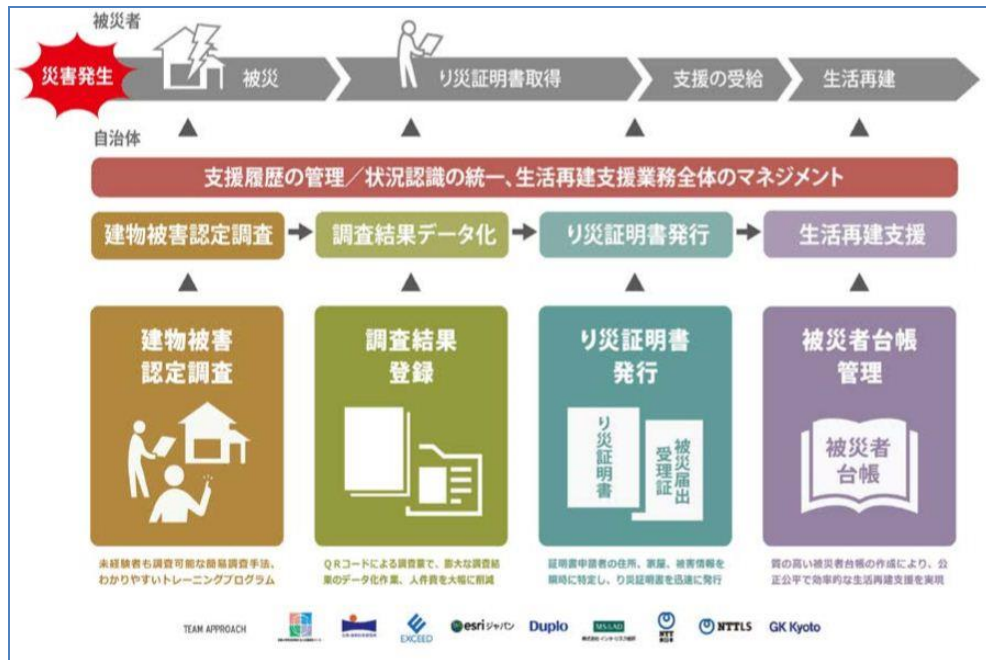 被災者
災害発生
被災
り災証明書取得
支援の受給
生活再建
自治体
支援履歴の管理／状況認識の統一、生活再建支援業務全体のマネジメント
建物被害認定調査
調査結果データ化
り災証明書発行
生活再建支援
建物被害
認定調査
未経験者も調査可能な簡易調査手法、
わかりやすいトレーニングプログラム
調査結果
登録
QRコードによる調査票で、膨大な調査結
果のデータ化作業、人件費を大幅に削減
り災証明書
発行
り災証明書
被災届出
受理証
証明申請者の住所、家屋、被害情報を
瞬時に特定し、り災証明を迅速に発行
被災者台帳
管理
被災者
台帳
質の高い被災者台帳の作成により、公
正公平で効率的な生活再建支援を実現
TEAM APPROACH
EXCEED
esriジャパン
Duplo
MS&AD
NTT
NTTLS
GK Kyoto